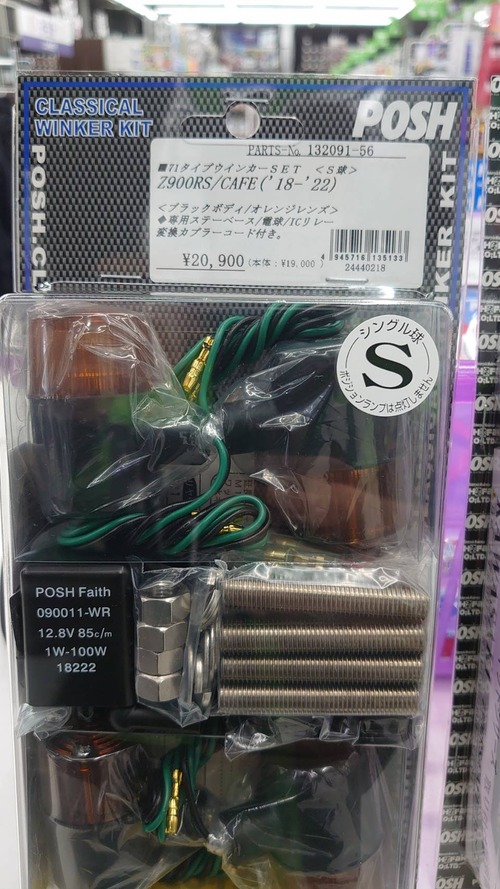 CLASSICAL
WINKER KIT
POSH
PARTS-No. 132091-56
■71タイプウインカーSET <S球>
Z900RS/CAFE('18-'22)
<ブラックボディ/オレンジレンズ>
◆専用ステーベース/電球/ICリレー
変換カプラーコード付き。
¥20,900(本体:¥19,000)
4 945716 135133
24440218
シングル球
S
ポジションランプは点灯しません
POSH Faith
090011-WR
12.8V 85c/m
1W-100W
18222